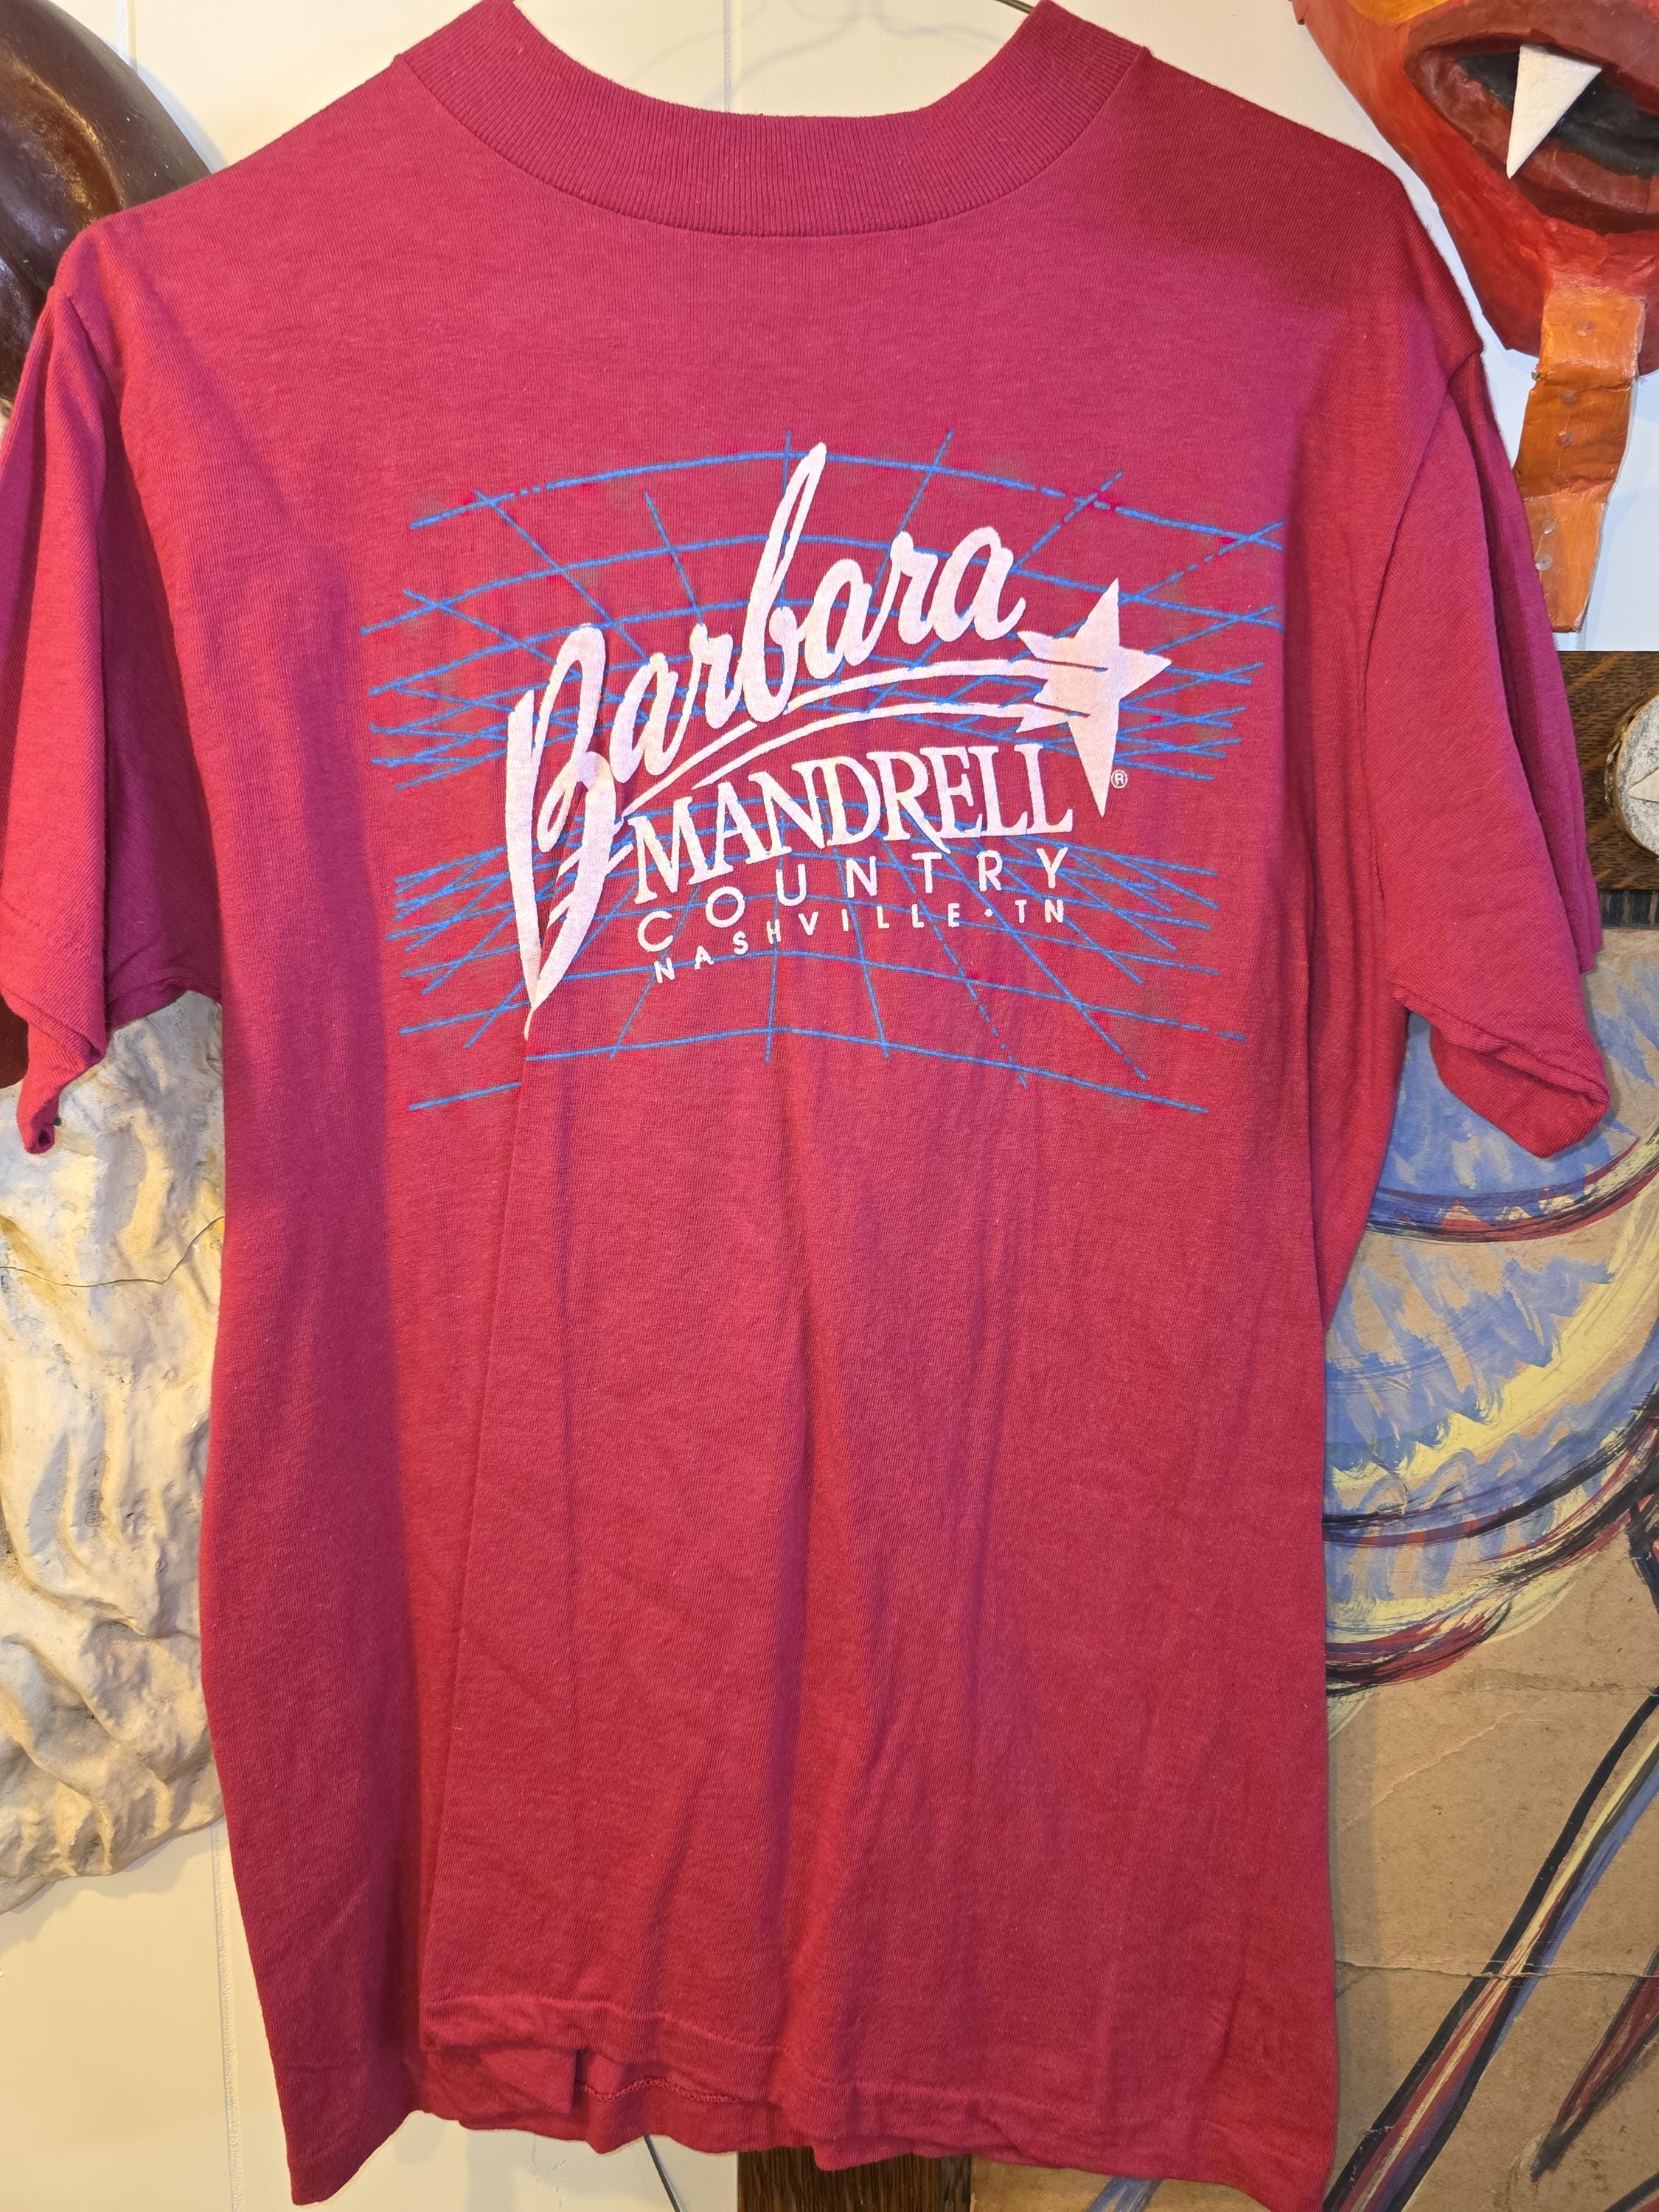 Barbara
MANDRELL ®
COUNTRY
NASHVILLE • TN